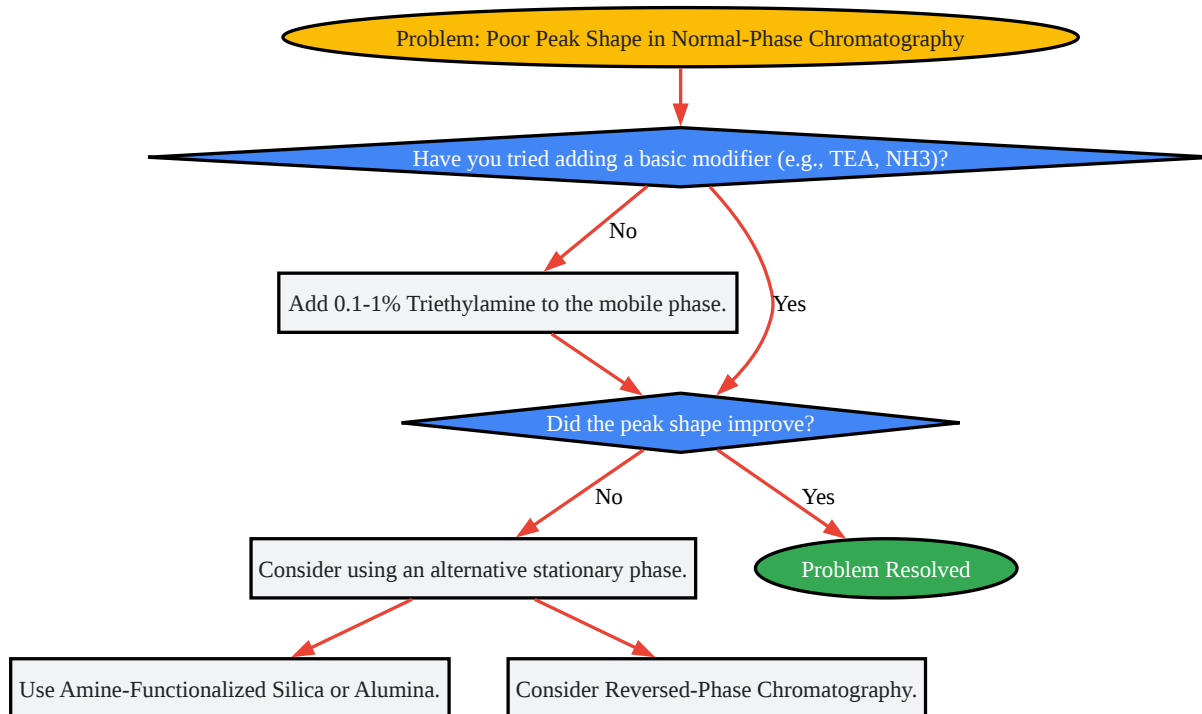 Problem: Poor Peak Shape in Normal-Phase Chromatography
Have you tried adding a basic modifier (e.g., TEA, NH3)?
No
Add 0.1-1% Triethylamine to the mobile phase.
Yes
Did the peak shape improve?
No
Yes
Consider using an alternative stationary phase.
Problem Resolved
Use Amine-Functionalized Silica or Alumina.
Consider Reversed-Phase Chromatography.